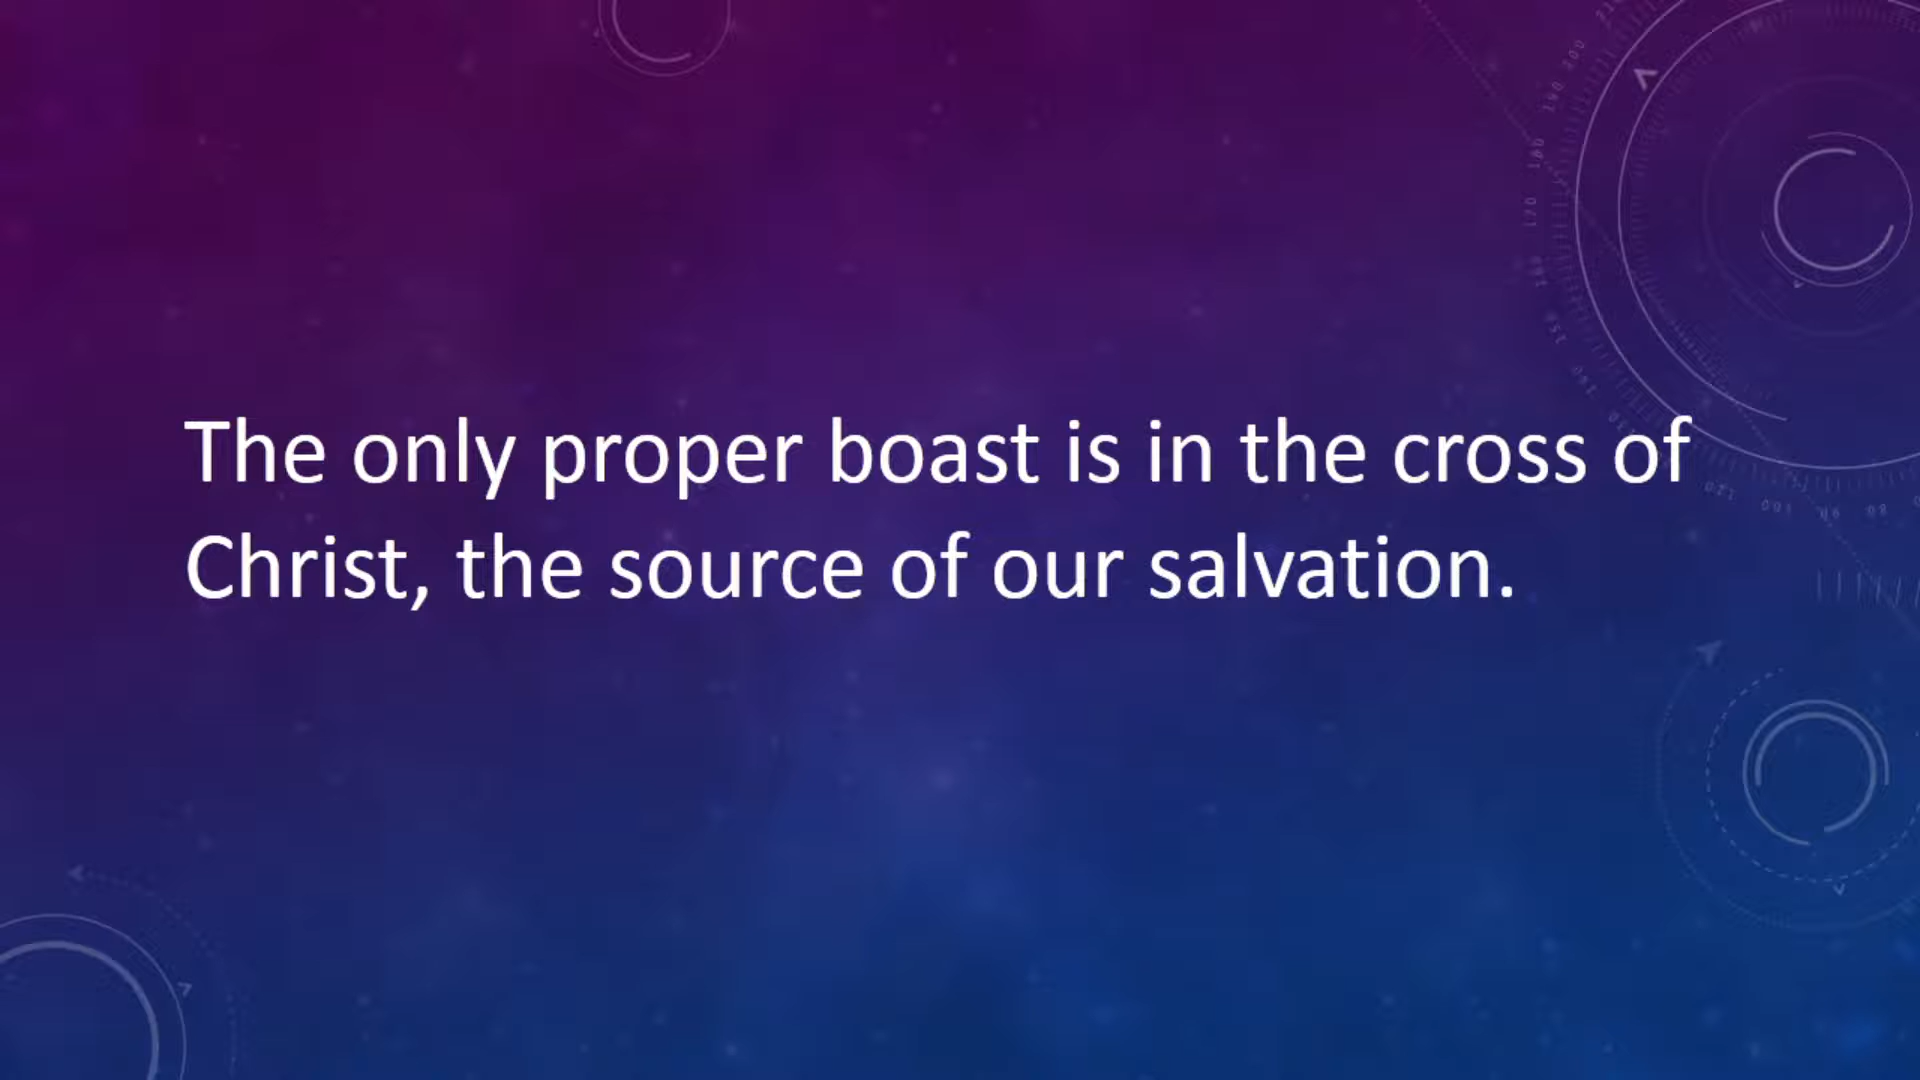 The only proper boast is in the cross of
Christ, the source of our salvation.